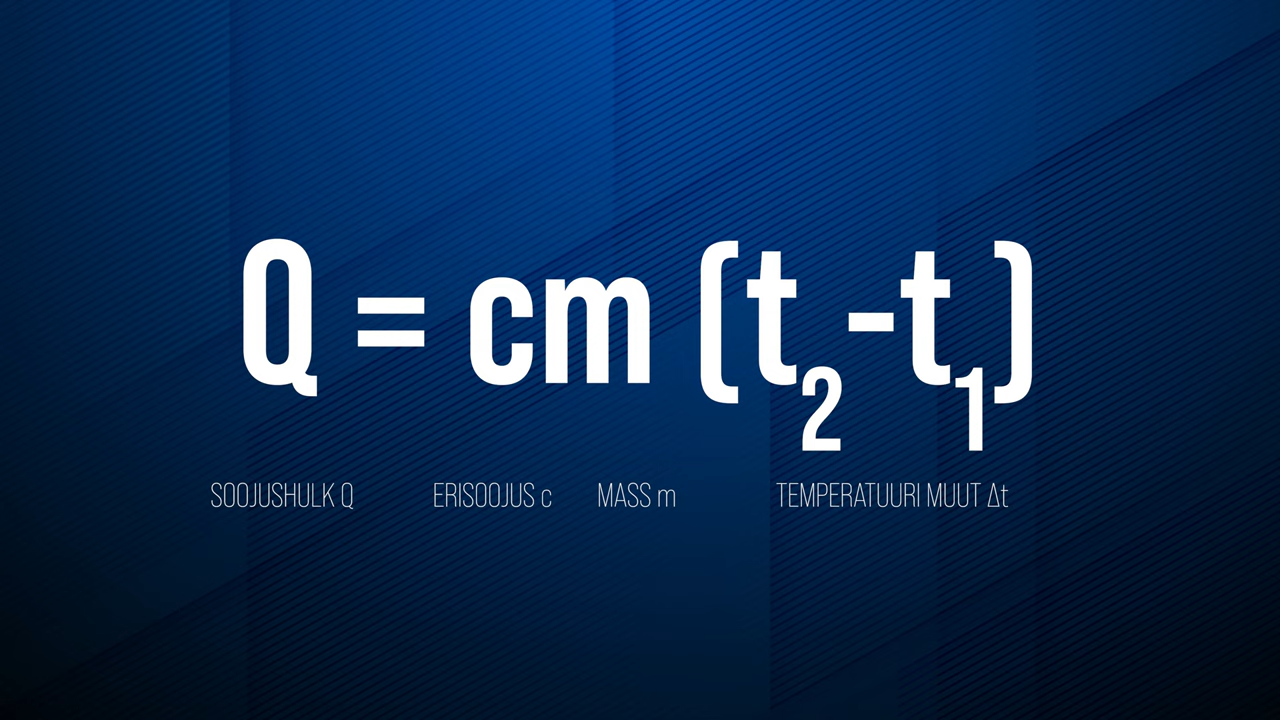 Q = cm (t₂-t₁)
SOOJUSHULK Q ERISOOJUS c MASS m TEMPERATUURI MUUT Δt